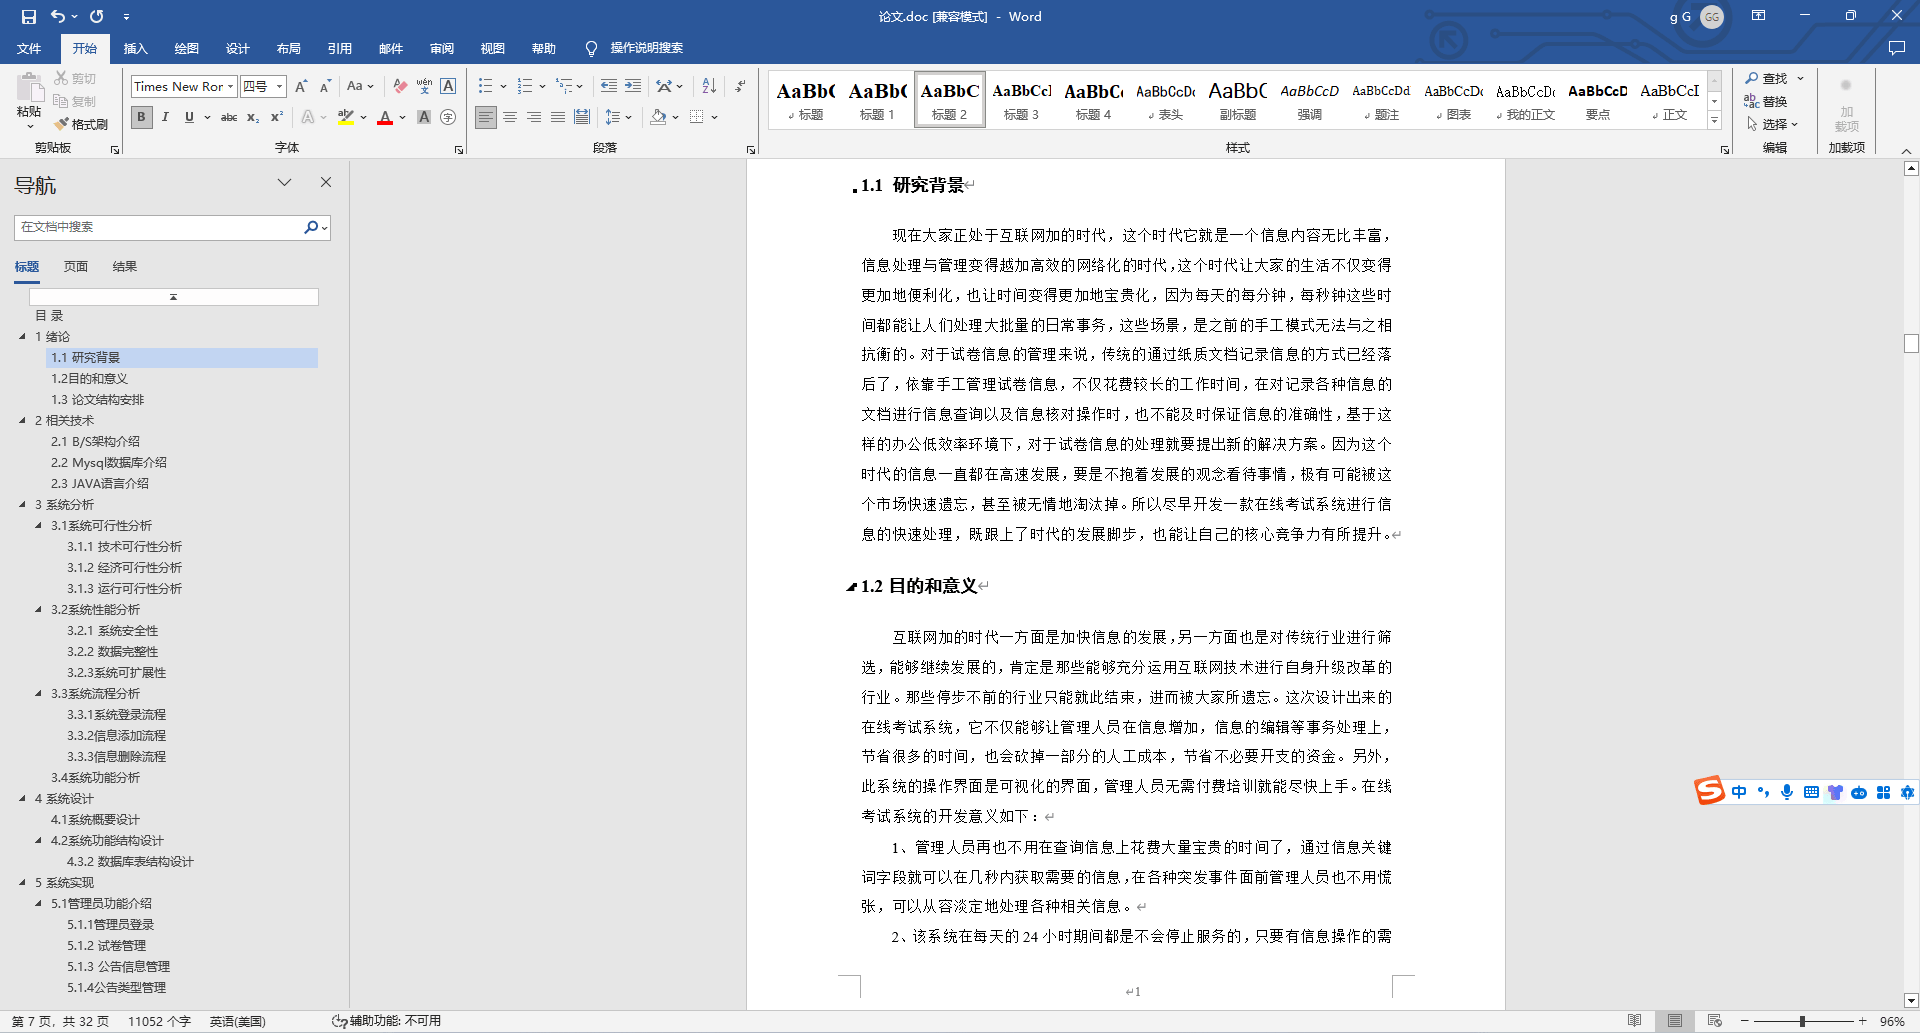 论文.doc [兼容模式] - Word
g G
GG
文件 开始 插入 绘图 设计 布局 引用 邮件 审阅 视图 帮助 操作说明搜索
粘贴
剪切
复制
格式刷
剪贴板
Times New Ror
四号
Aa
wén
A
B I U abc x₂ x² A ab A A 字
字体
段落
AaBb( 标题
AaBb( 标题 1
AaBbC 标题 2
AaBbCcl 标题 3
AaBbC( 标题 4
AaBbCcDc 表头
AaBb( 副标题
AaBbCcD 强调
AaBbCcDd. 题注
AaBbCcDc 图表
AaBbCcDc 我的正文
AaBbCcD 要点
AaBbCcI 正文
样式
查找
替换
选择
编辑
加
载项
加载项
导航
在文档中搜索
标题 页面 结果
目 录
1 绪论
1.1 研究背景
1.2目的和意义
1.3 论文结构安排
2 相关技术
2.1 B/S架构介绍
2.2 Mysql数据库介绍
2.3 JAVA语言介绍
3 系统分析
3.1系统可行性分析
3.1.1 技术可行性分析
3.1.2 经济可行性分析
3.1.3 运行可行性分析
3.2系统性能分析
3.2.1 系统安全性
3.2.2 数据完整性
3.2.3系统可扩展性
3.3系统流程分析
3.3.1系统登录流程
3.3.2信息添加流程
3.3.3信息删除流程
3.4系统功能分析
4 系统设计
4.1系统概要设计
4.2系统功能结构设计
4.3.2 数据库表结构设计
5 系统实现
5.1管理员功能介绍
5.1.1管理员登录
5.1.2 试卷管理
5.1.3 公告信息管理
5.1.4公告类型管理
1.1 研究背景
现在大家正处于互联网加的时代，这个时代它就是一个信息内容无比丰富，
信息处理与管理变得越加高效的网络化的时代，这个时代让大家的生活不仅变得
更加地便利化，也让时间变得更加地宝贵化，因为每天的每分钟，每秒钟这些时
间都能让人们处理大批量的日常事务，这些场景，是之前的手工模式无法与之相
抗衡的。对于试卷信息的管理来说，传统的通过纸质文档记录信息的方式已经落
后了，依靠手工管理试卷信息，不仅花费较长的工作时间，在对记录各种信息的
文档进行信息查询以及信息核对操作时，也不能及时保证信息的准确性，基于这
样的办公低效率环境下，对于试卷信息的处理就要提出新的解决方案。因为这个
时代的信息一直都在高速发展，要是不抱着发展的观念看待事情，极有可能被这
个市场快速遗忘，甚至被无情地淘汰掉。所以尽早开发一款在线考试系统进行信
息的快速处理，既跟上了时代的发展脚步，也能让自己的核心竞争力有所提升。
1.2 目的和意义
互联网加的时代一方面是加快信息的发展，另一方面也是对传统行业进行筛
选，能够继续发展的，肯定是那些能够充分运用互联网技术进行自身升级改革的
行业。那些停步不前的行业只能就此结束，进而被大家所遗忘。这次设计出来的
在线考试系统，它不仅能够让管理人员在信息增加，信息的编辑等事务处理上，
节省很多的时间，也会砍掉一部分的人工成本，节省不必要开支的资金。另外，
此系统的操作界面是可视化的界面，管理人员无需付费培训就能尽快上手。在线
考试系统的开发意义如下：
1、管理人员再也不用在查询信息上花费大量宝贵的时间了，通过信息关键
词字段就可以在几秒内获取需要的信息，在各种突发事件面前管理人员也不用慌
张，可以从容淡定地处理各种相关信息。
2、该系统在每天的 24 小时期间都是不会停止服务的，只要有信息操作的需
1
中
第 7 页，共 32 页 11052 个字 英语(美国) 辅助功能: 不可用 96%